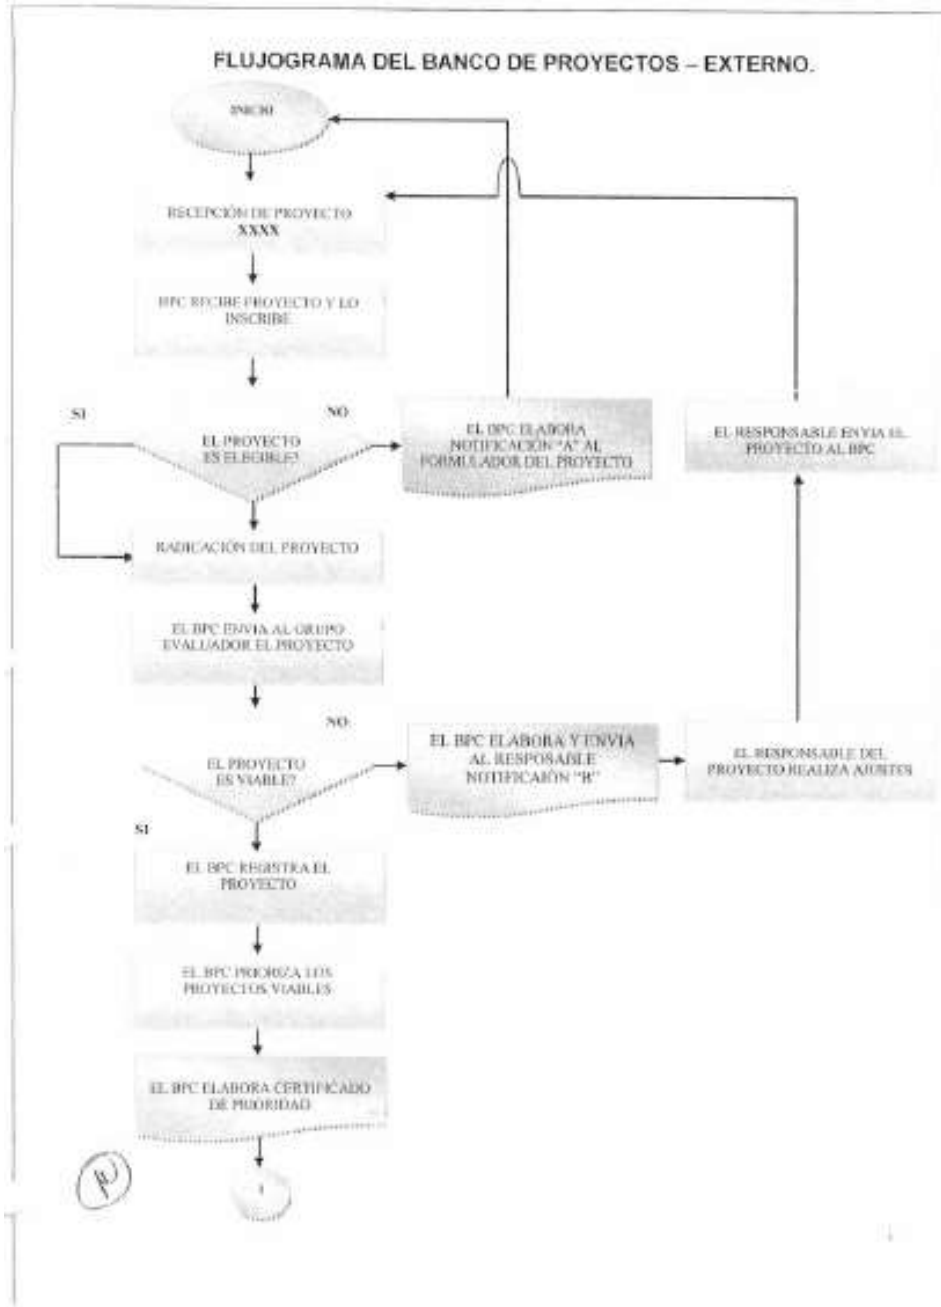 FLUJOGRAMA DEL BANCO DE PROYECTOS – EXTERNO.
INICIO
RECEPCIÓN DE PROYECTO
XXXX
BPC RECIBE PROYECTO Y LO
INSCRIBE
SI
NO
EL PROYECTO
ES ELEGIBLE?
EL BPC ELABORA
NOTIFICACIÓN "A" AL
FORMULADOR DEL PROYECTO
EL RESPONSABLE ENVIA EL
PROYECTO AL BPC
RADICACIÓN DEL PROYECTO
EL BPC ENVIA AL GRUPO
EVALUADOR EL PROYECTO
NO
EL PROYECTO
ES VIABLE?
EL BPC ELABORA Y ENVIA
AL RESPOSABLE
NOTIFICAIÓN "B"
EL RESPONSABLE DEL
PROYECTO REALIZA AJUSTES
SI
EL BPC REGISTRA EL
PROYECTO
EL BPC PRIORIZA LOS
PROYECTOS VIABLES
EL BPC ELABORA CERTIFICADO
DE PRIORIDAD
1